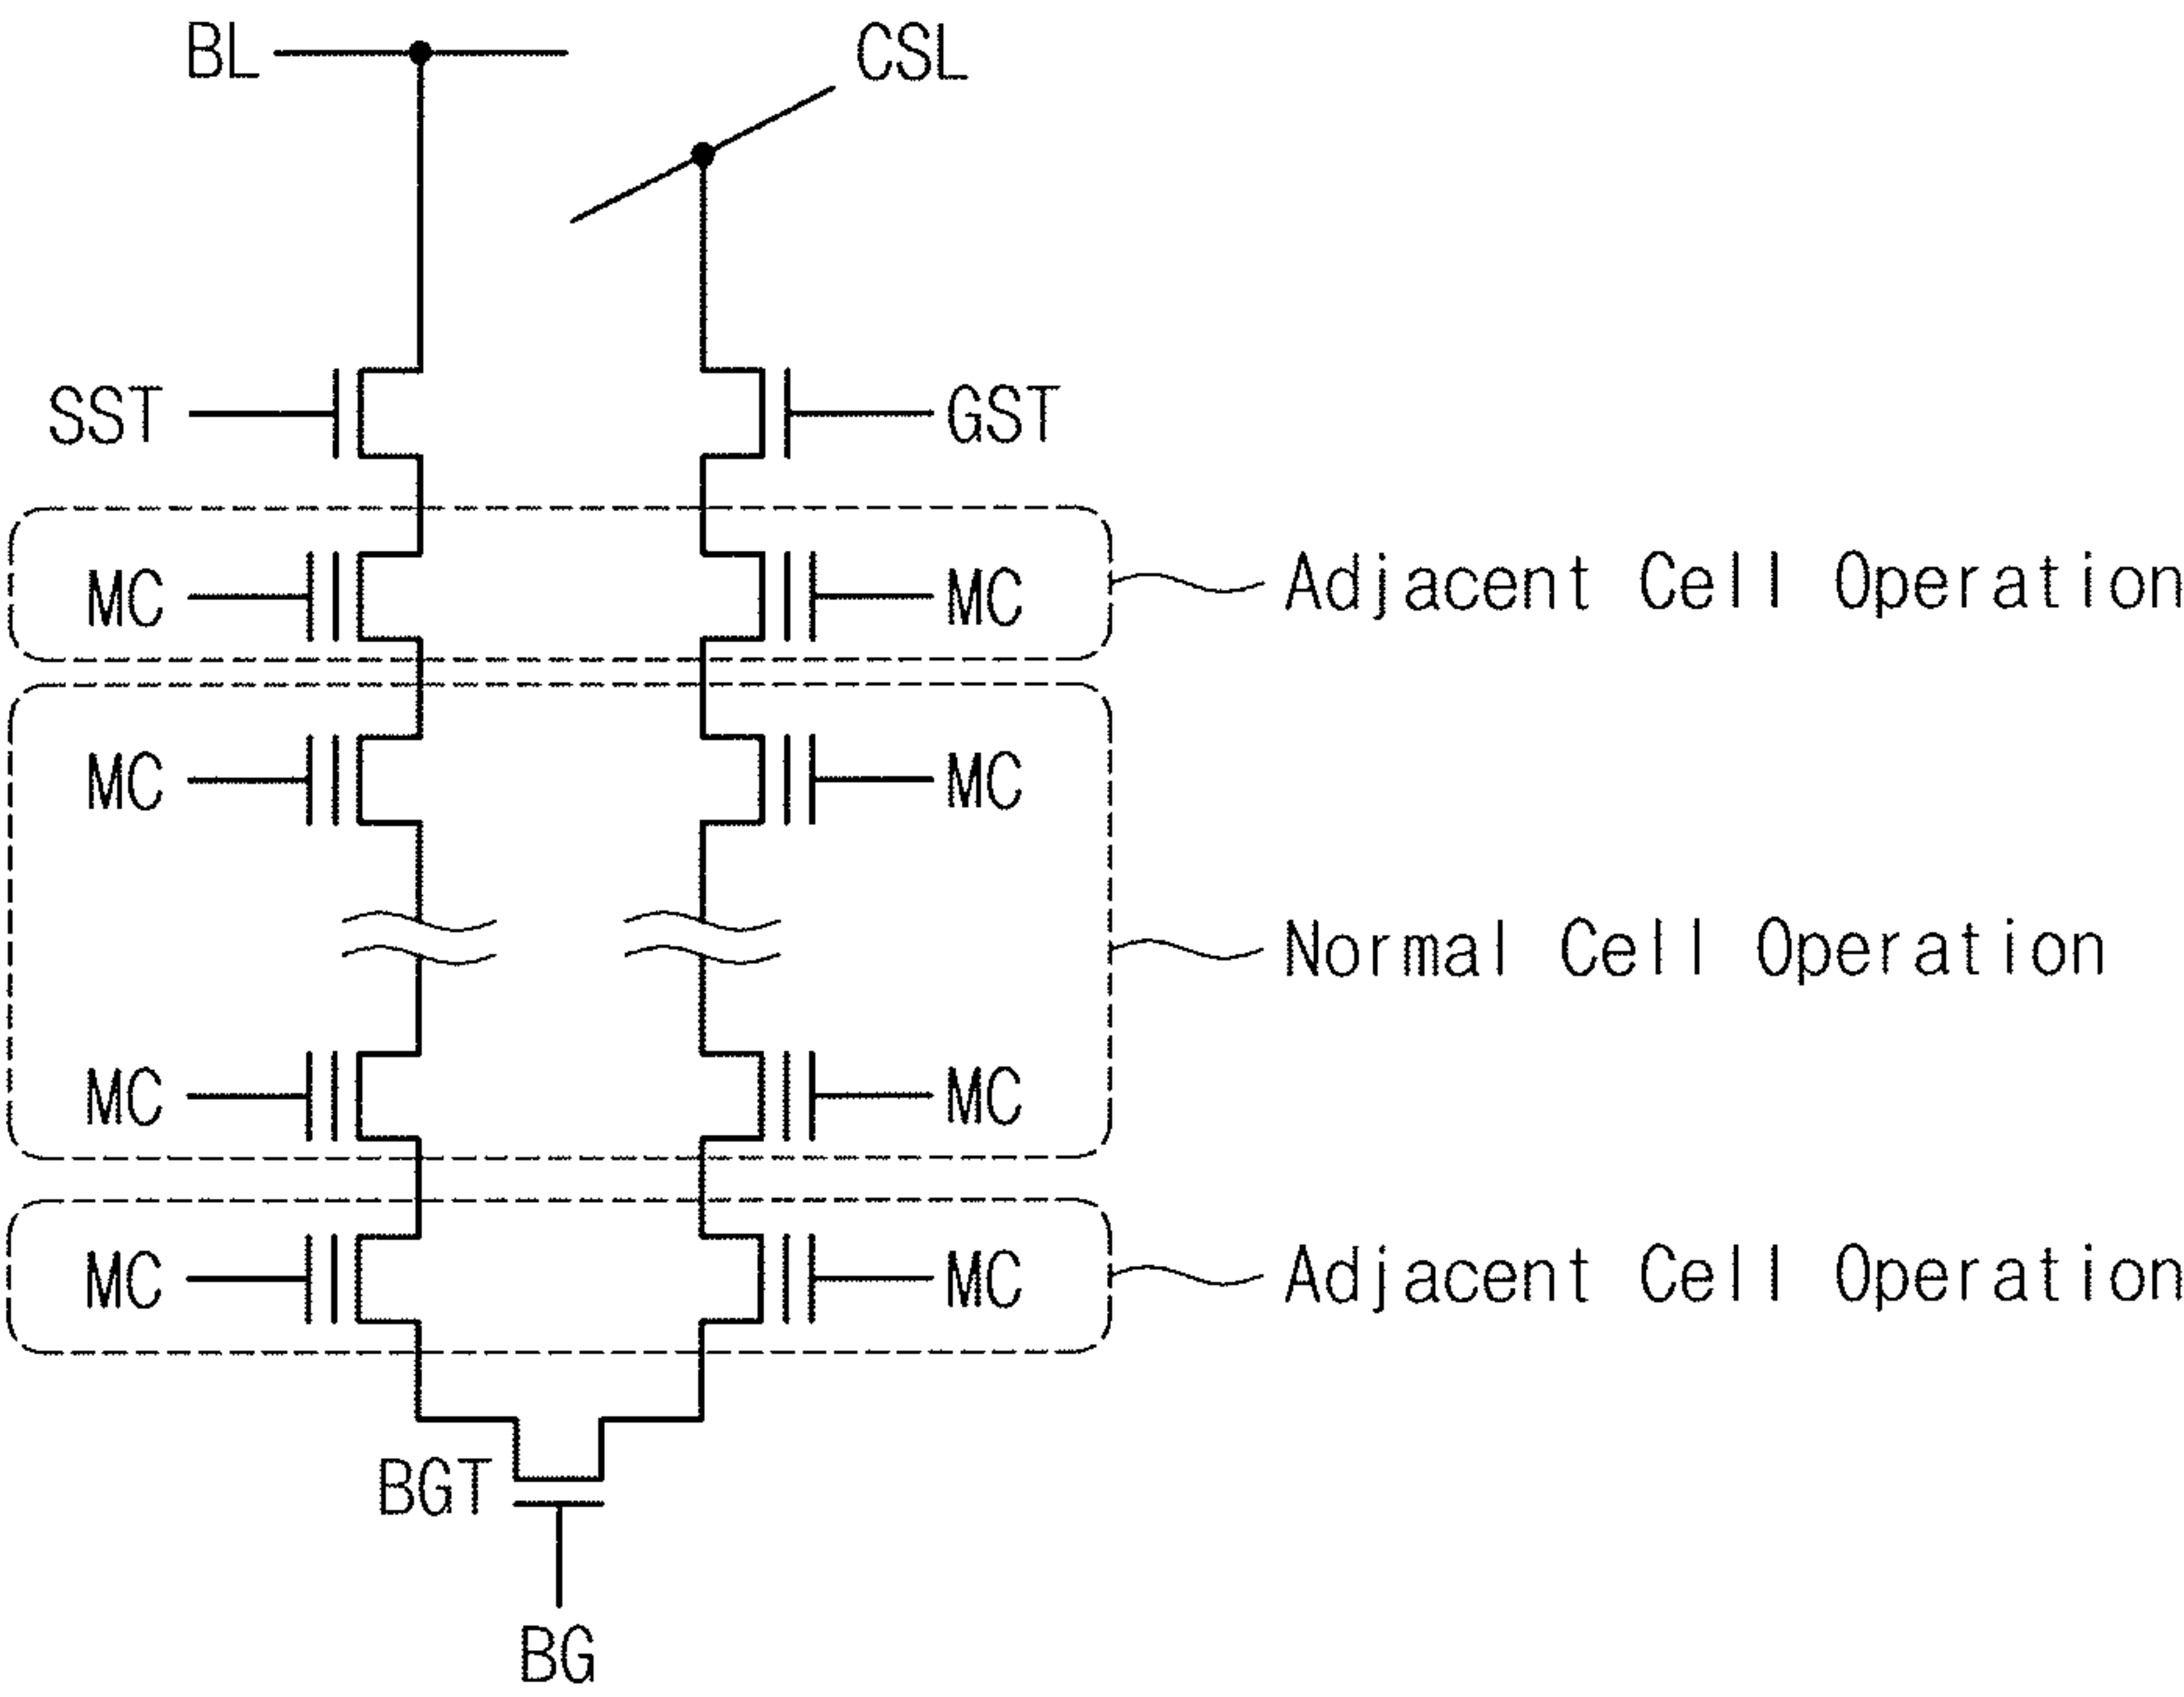 BL CSL
SST GST
MC MC Adjacent Cell Operation
MC MC
Normal Cell Operation
MC MC
MC MC Adjacent Cell Operation
BGT
BG